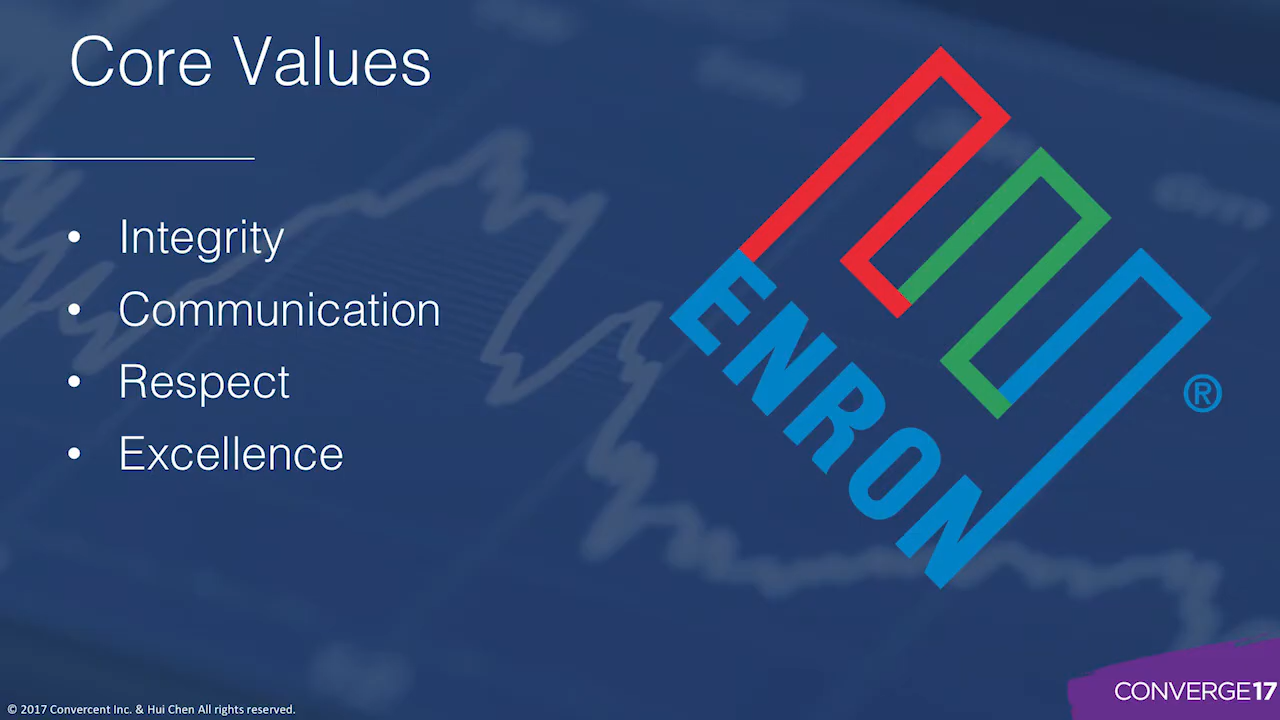 Core Values
• Integrity
• Communication
• Respect
• Excellence
ENRON
®
© 2017 Convercent Inc. & Hui Chen All rights reserved.
CONVERGE17